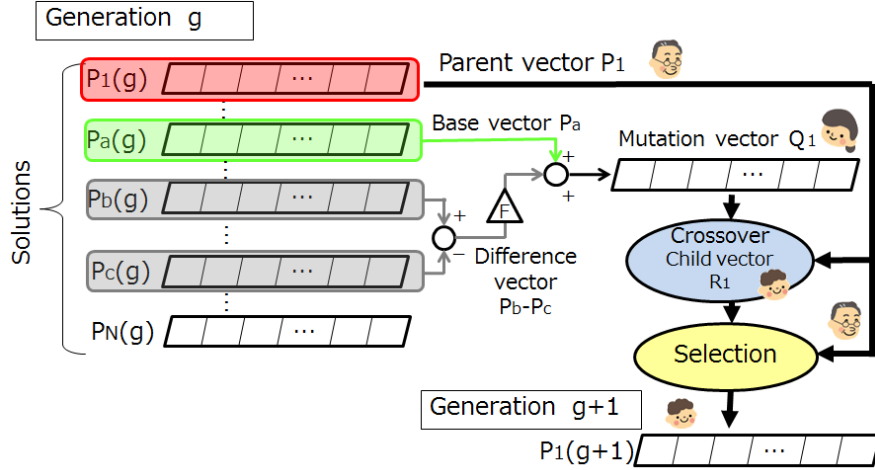 Generation g
P1(g)
...
Parent vector P1
Pa(g)
...
Base vector Pa
+
+
Mutation vector Q1
...
Solutions
Pb(g)
...
F
+
−
Pc(g)
...
Difference
vector
Pb-Pc
Crossover
Child vector
R1
PN(g)
...
Selection
Generation g+1
P1(g+1)
...